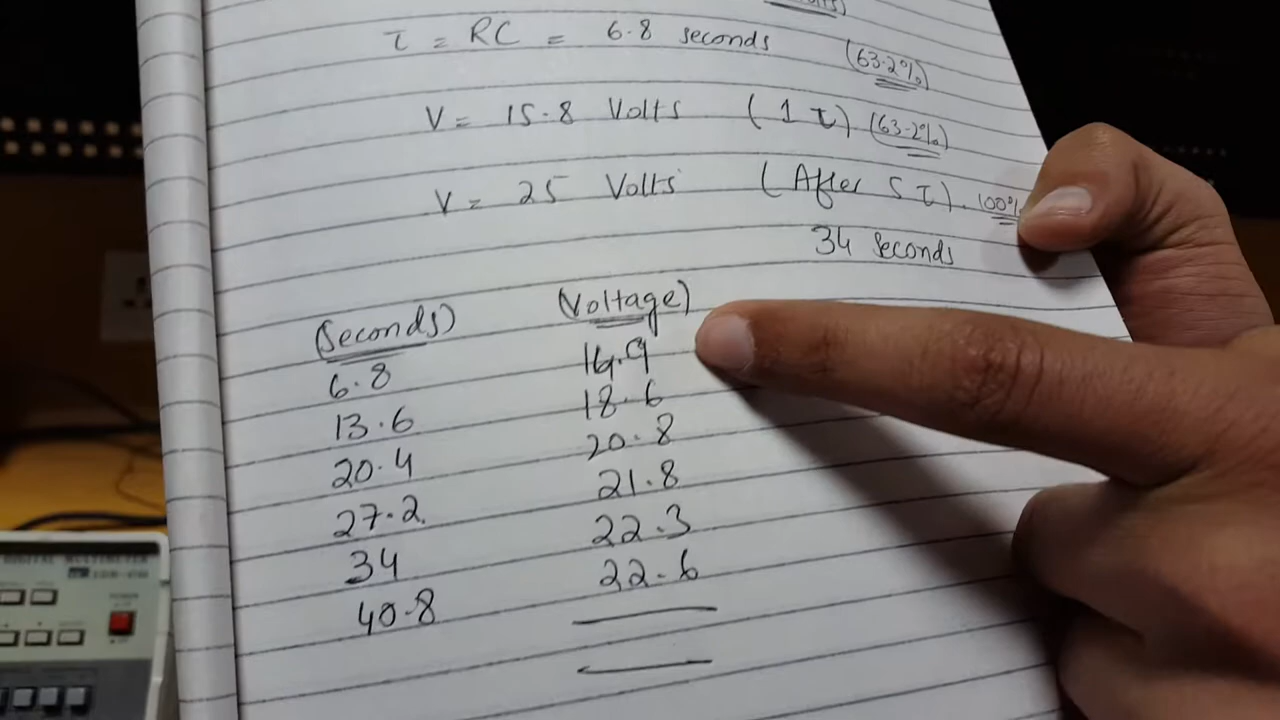 τ = RC = 6.8 seconds (63.2%)
V = 15.8 Volts (1 τ) (63.2%)
V = 25 Volts (After 5 τ). 100%
34 Seconds
(Seconds) (Voltage)
6.8 16.9
13.6 18.6
20.4 20.8
27.2 21.8
34 22.3
40.8 22.6
DIGITAL MULTIMETER